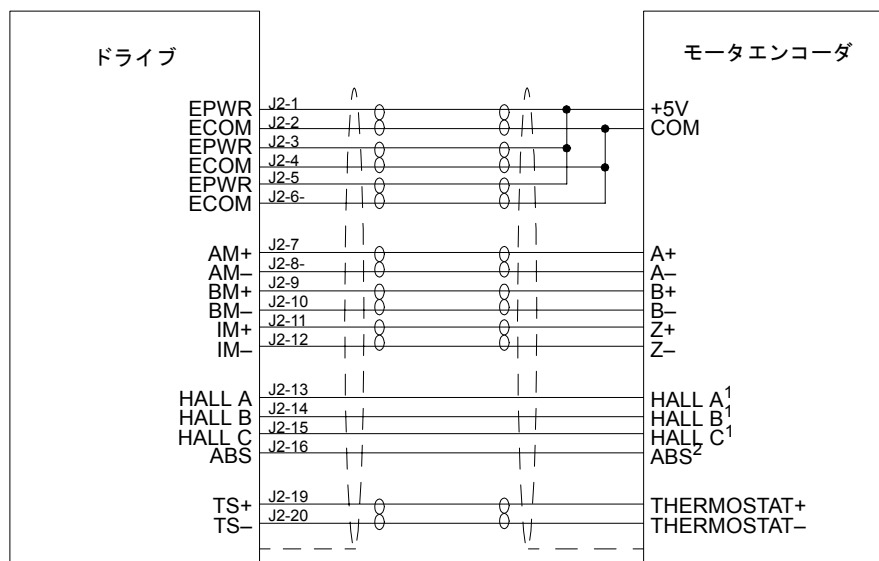 ドライブ モータエンコーダ
EPWR J2-1 +5V
ECOM J2-2 COM
EPWR J2-3
ECOM J2-4
EPWR J2-5
ECOM J2-6-
AM+ J2-7 A+
AM– J2-8- A–
BM+ J2-9 B+
BM– J2-10 B–
IM+ J2-11 Z+
IM– J2-12 Z–
HALL A J2-13 HALL A¹
HALL B J2-14 HALL B¹
HALL C J2-15 HALL C¹
ABS J2-16 ABS²
TS+ J2-19 THERMOSTAT+
TS– J2-20 THERMOSTAT–